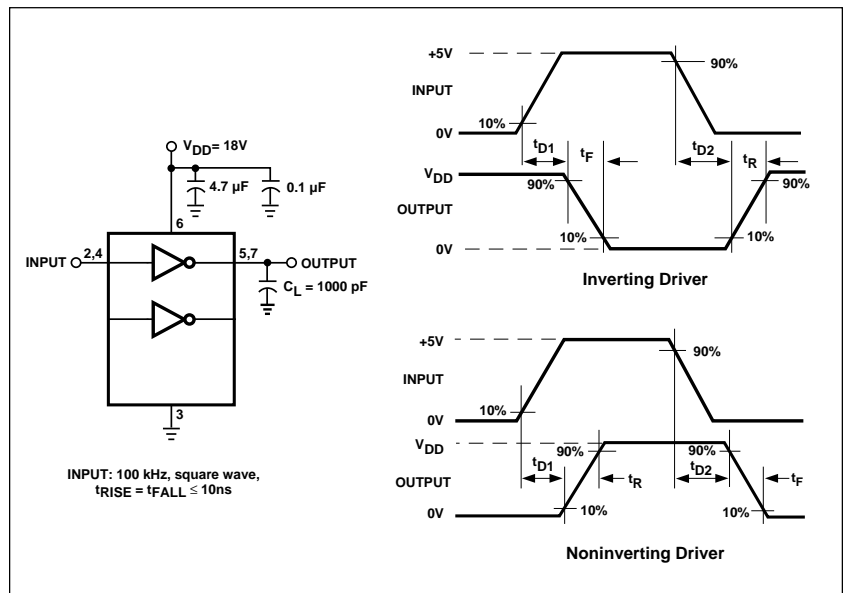 VDD= 18V
4.7 µF
0.1 µF
6
INPUT
2,4
5,7
OUTPUT
CL = 1000 pF
3
INPUT: 100 kHz, square wave,
tRISE = tFALL ≤ 10ns
+5V
INPUT
90%
10%
0V
tD1
tF
tD2
tR
VDD
90%
90%
OUTPUT
10%
10%
0V
Inverting Driver
+5V
90%
INPUT
10%
0V
VDD
90%
90%
tD1
tR
tD2
tF
OUTPUT
10%
10%
0V
Noninverting Driver